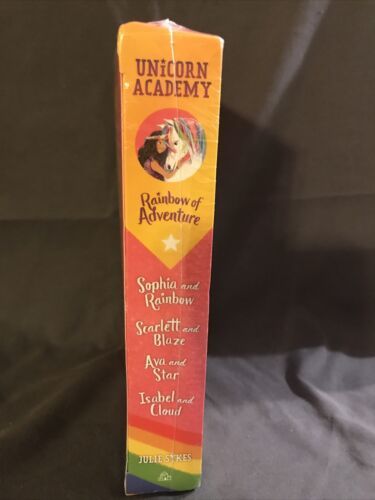 UNiCORN
ACADEMY
Rainbow of
Adventure
Sophia and
Rainbow
Scarlett and
Blaze
Ava and
Star
Isabel and
Cloud
JULIE SYKES